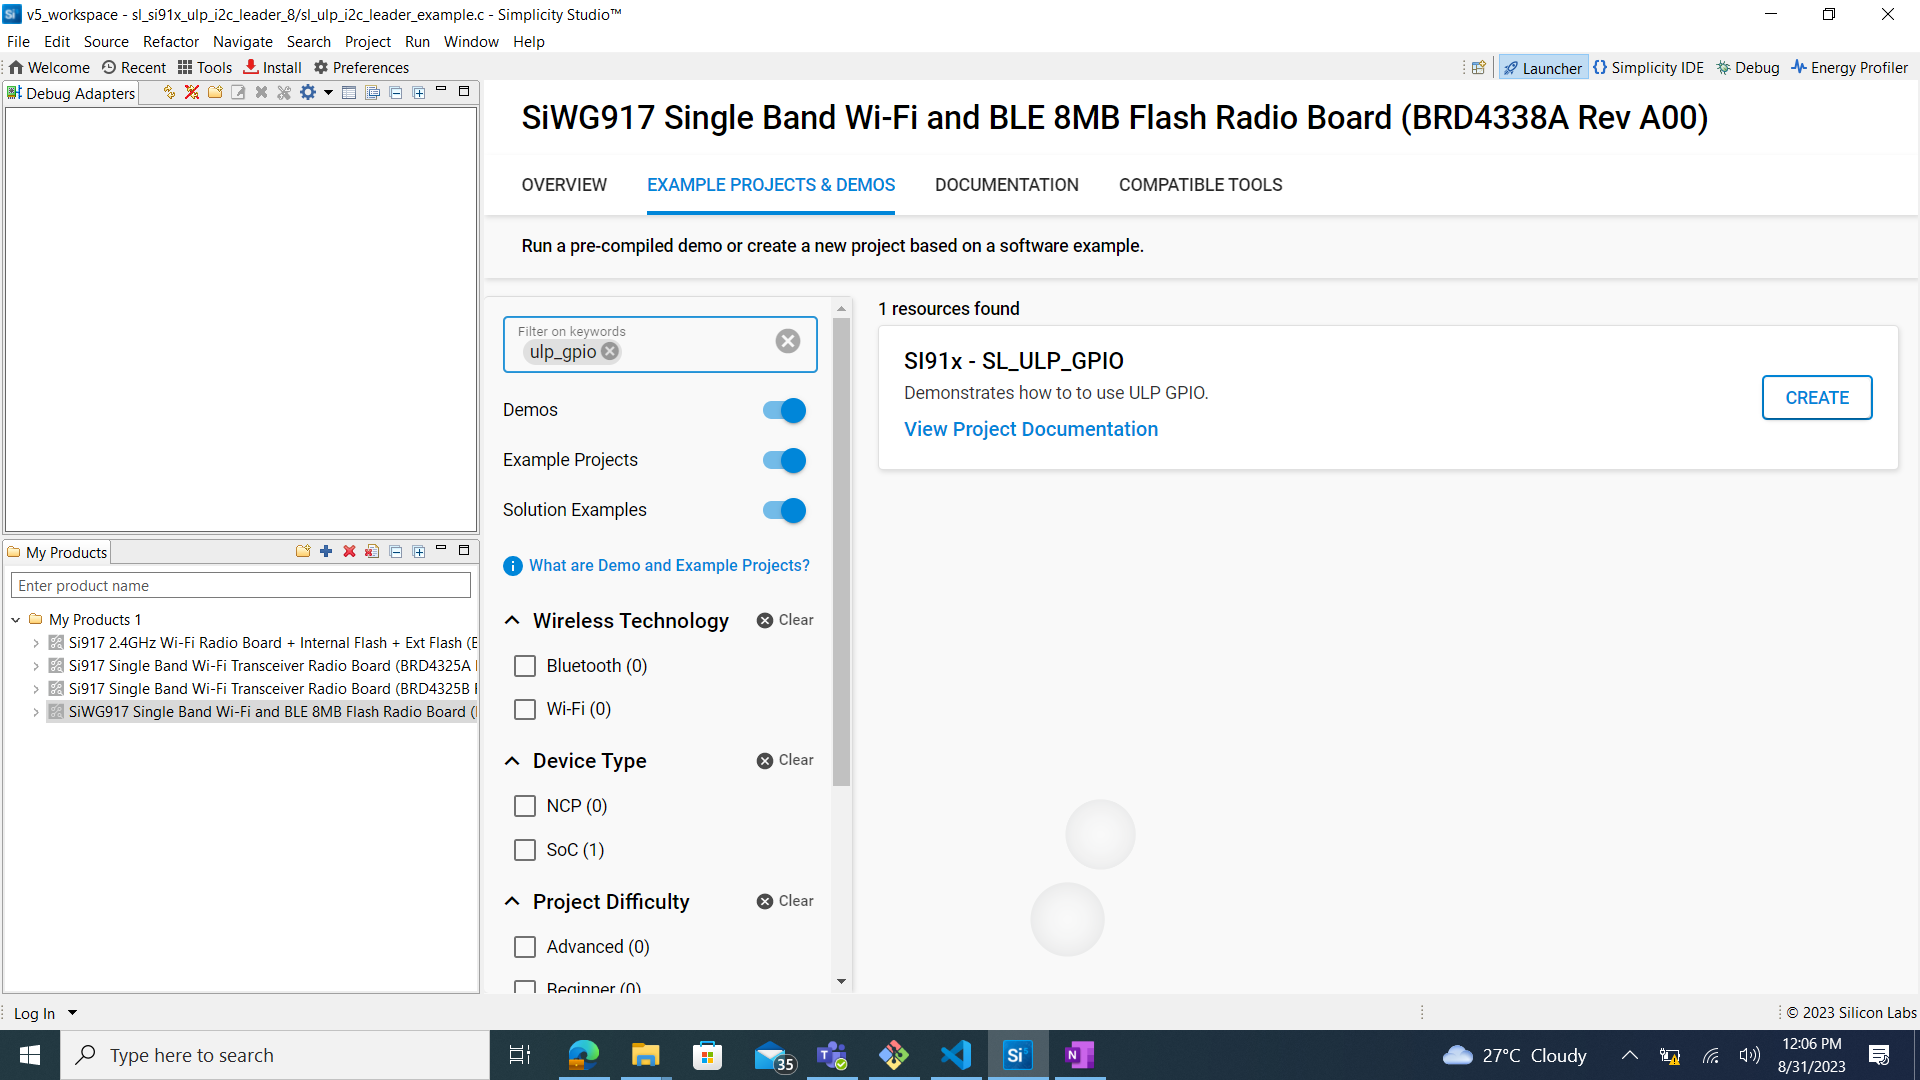 v5_workspace - sl_si91x_ulp_i2c_leader_8/sl_ulp_i2c_leader_example.c - Simplicity Studio™
File Edit Source Refactor Navigate Search Project Run Window Help
Welcome Recent Tools Install Preferences
Launcher Simplicity IDE Debug Energy Profiler
Debug Adapters
SiWG917 Single Band Wi-Fi and BLE 8MB Flash Radio Board (BRD4338A Rev A00)
OVERVIEW EXAMPLE PROJECTS & DEMOS DOCUMENTATION COMPATIBLE TOOLS
Run a pre-compiled demo or create a new project based on a software example.
Filter on keywords
ulp_gpio
Demos
Example Projects
Solution Examples
What are Demo and Example Projects?
Wireless Technology Clear
Bluetooth (0)
Wi-Fi (0)
Device Type Clear
NCP (0)
SoC (1)
Project Difficulty Clear
Advanced (0)
Beginner (0)
1 resources found
SI91x - SL_ULP_GPIO
Demonstrates how to to use ULP GPIO.
View Project Documentation
CREATE
My Products
Enter product name
My Products 1
Si917 2.4GHz Wi-Fi Radio Board + Internal Flash + Ext Flash (
Si917 Single Band Wi-Fi Transceiver Radio Board (BRD4325A
Si917 Single Band Wi-Fi Transceiver Radio Board (BRD4325B
SiWG917 Single Band Wi-Fi and BLE 8MB Flash Radio Board (
Log In
© 2023 Silicon Labs
Type here to search
35
Si
N
27°C Cloudy
12:06 PM
8/31/2023